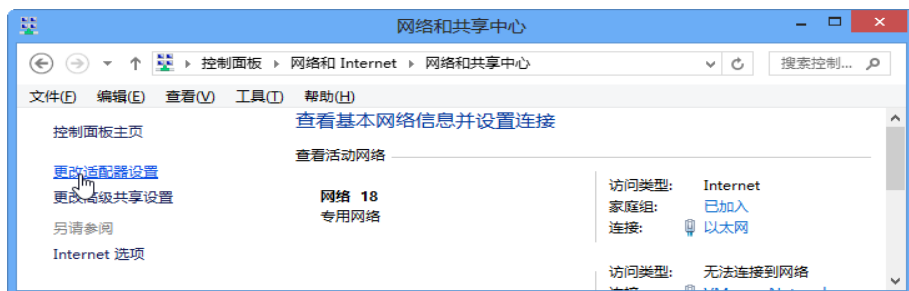 网络和共享中心
控制面板 网络和 Internet 网络和共享中心 搜索控制...
文件(F) 编辑(E) 查看(V) 工具(T) 帮助(H)
控制面板主页
更改适配器设置
更改高级共享设置
另请参阅
Internet 选项
查看基本网络信息并设置连接
查看活动网络
网络 18
专用网络
访问类型: Internet
家庭组: 已加入
连接: 以太网
访问类型: 无法连接到网络